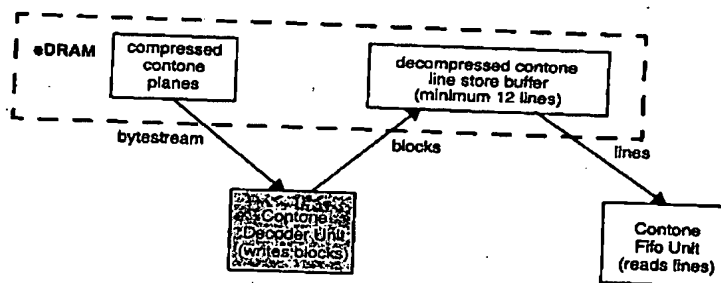 eDRAM
compressed
contone
planes
decompressed contone
line store buffer
(minimum 12 lines)
bytestream
blocks
lines
Contone
Decoder Unit
(writes blocks)
Contone
Fifo Unit
(reads lines)